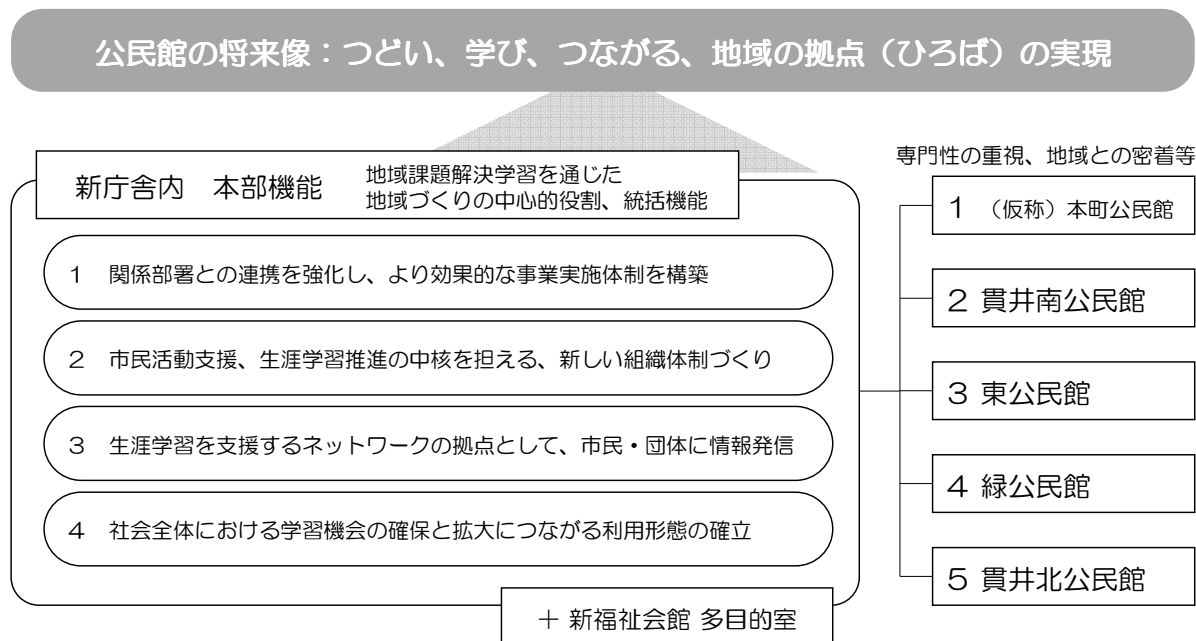 公民館の将来像：つどい、学び、つながる、地域の拠点（ひろば）の実現
新庁舎内　本部機能
地域課題解決学習を通じた
地域づくりの中心的役割、統括機能
１　関係部署との連携を強化し、より効果的な事業実施体制を構築
２　市民活動支援、生涯学習推進の中核を担える、新しい組織体制づくり
３　生涯学習を支援するネットワークの拠点として、市民・団体に情報発信
４　社会全体における学習機会の確保と拡大につながる利用形態の確立
＋ 新福祉会館 多目的室
専門性の重視、地域との密着等
１　（仮称）本町公民館
２ 貫井南公民館
３ 東公民館
４ 緑公民館
５ 貫井北公民館